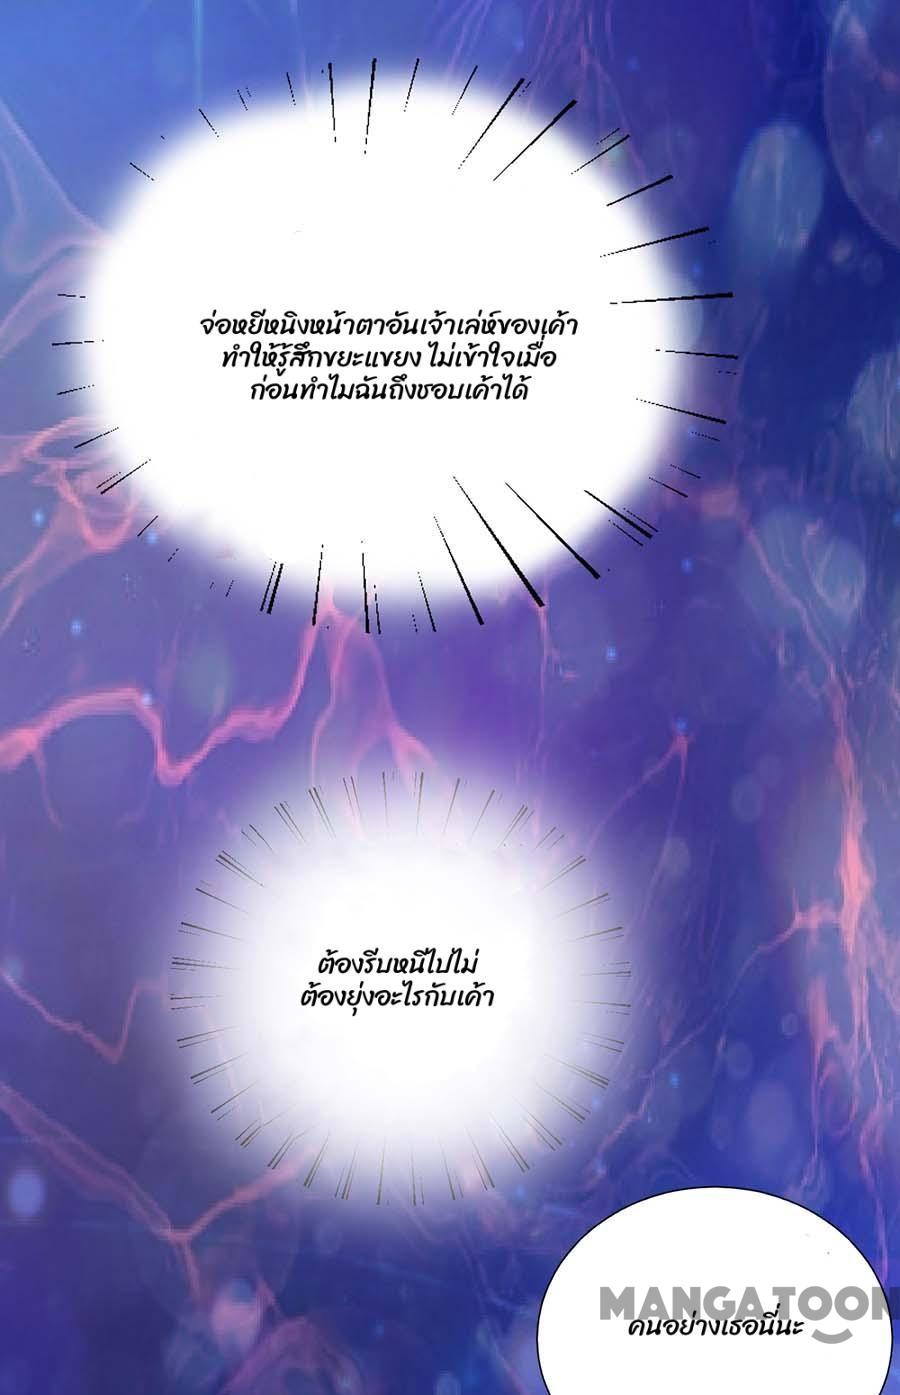 จ่อหยีหนิงหน้าตาอันเจ้าเล่ห์ของเค้า
ทำให้รู้สึกขยะแขยง ไม่เข้าใจเมื่อ
ก่อนทำไมฉันถึงชอบเค้าได้
ต้องรีบหนีไปไม่
ต้องยุ่งอะไรกับเค้า
MANGATOON
คนอย่างเธอนี่นะ